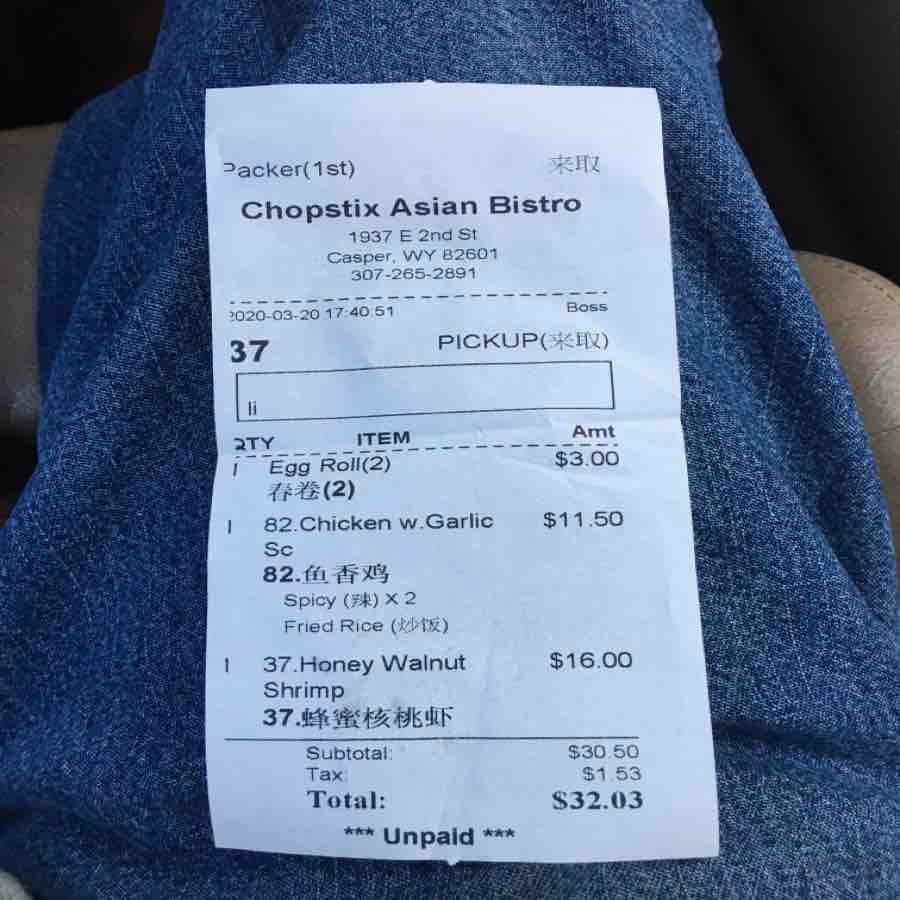 Packer(1st) 来取
Chopstix Asian Bistro
1937 E 2nd St
Casper, WY 82601
307-265-2891
2020-03-20 17:40:51 Boss
37 PICKUP(来取)
li
QTY ITEM Amt
1 Egg Roll(2) $3.00
春卷(2)
1 82.Chicken w.Garlic $11.50
Sc
82.鱼香鸡
Spicy (辣) X 2
Fried Rice (炒饭)
1 37.Honey Walnut $16.00
Shrimp
37.蜂蜜核桃虾
Subtotal: $30.50
Tax: $1.53
Total: $32.03
*** Unpaid ***